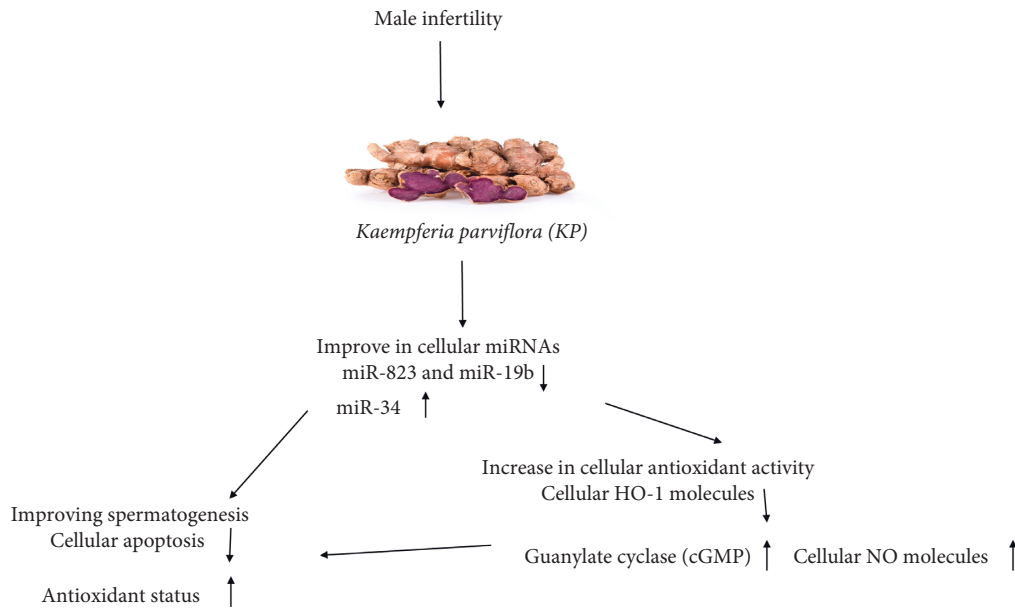 Male infertility
Kaempferia parviflora (KP)
Improve in cellular miRNAs
miR-823 and miR-19b
miR-34
Increase in cellular antioxidant activity
Cellular HO-1 molecules
Improving spermatogenesis
Cellular apoptosis
Guanylate cyclase (cGMP) Cellular NO molecules
Antioxidant status